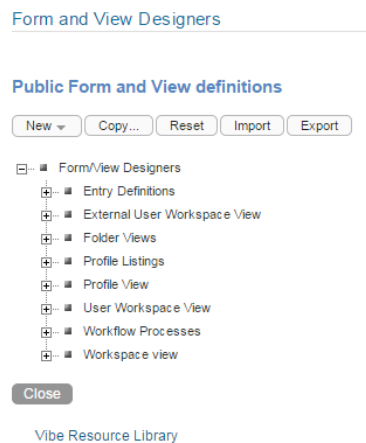 Form and View Designers
Public Form and View definitions
New Copy... Reset Import Export
Form/View Designers
Entry Definitions
External User Workspace View
Folder Views
Profile Listings
Profile View
User Workspace View
Workflow Processes
Workspace view
Close
Vibe Resource Library